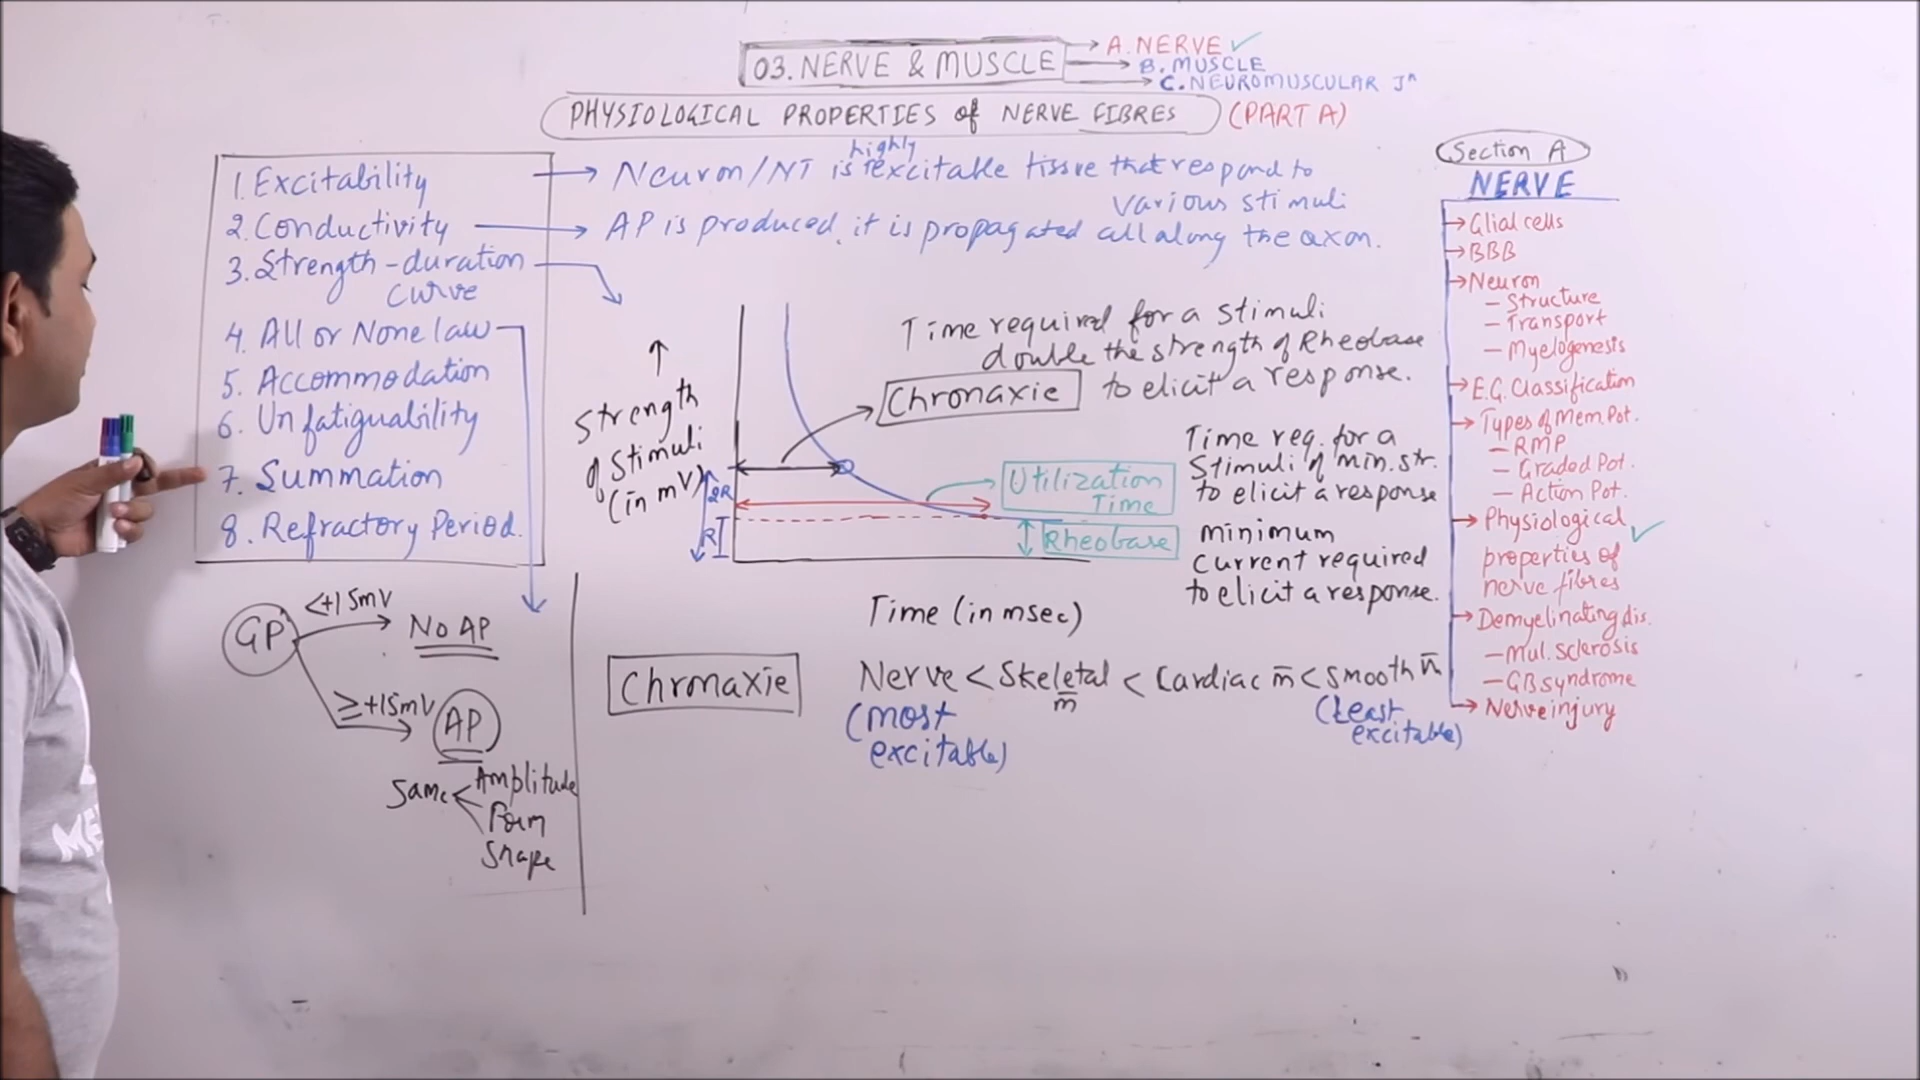 03. NERVE & MUSCLE
A. NERVE ✓
B. MUSCLE
C. NEUROMUSCULAR Jⁿ
PHYSIOLOGICAL PROPERTIES of NERVE FIBRES (PART A)
1. Excitability
2. Conductivity
3. Strength-duration
curve
4. All or None law
5. Accommodation
6. Unfatiguability
7. Summation
8. Refractory Period.
highly
Neuron/NT is excitable tissue that respond to
various stimuli
AP is produced, it is propagated all along the axon.
Strength
of Stimuli
(in mV)
2R
R
Time required for a stimuli
double the strength of Rheobase
Chronaxie to elicit a response.
Utilization
Time
Time req. for a
Stimuli of min. str.
to elicit a response
Rheobase
minimum
current required
to elicit a response.
Time (in msec)
GP
<+15mV
No AP
≥+15mV
AP
Same
Amplitude
Form
Shape
Chronaxie
Nerve < Skeletal m̄ < Cardiac m̄ < Smooth m̄
(most
excitable)
(Least
excitable)
Section A
NERVE
Glial cells
BBB
Neuron
- Structure
- Transport
- Myelogenesis
E.G. Classification
Types of Mem. Pot.
- RMP
- Graded Pot.
- Action Pot.
Physiological ✓
properties of
nerve fibres
Demyelinating dis.
- Mul. Sclerosis
- GB syndrome
Nerve injury